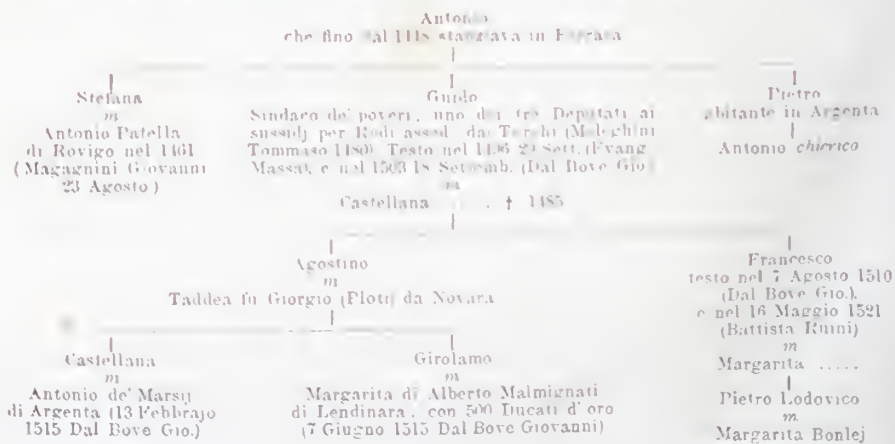 Antonio
che fino dal 1118 stanziava in Ferrara
Stefana
m
Antonio Patella
di Rovigo nel 1461
(Magagnini Giovanni
23 Agosto)
Guido
Sindaco de' poveri, uno dei tre Deputati ai
sussidj per Rodi assed. da' Turchi (Meleghini
Tommaso 1480). Testo nel 1496 29 Sett. (Evang.
Massa), e nel 1503 18 Settemb. (Dal Bove Gio)
m
Castellana ..... † 1485
Pietro
abitante in Argenta
Antonio chierico
Agostino
m
Taddea fu Giorgio (Ploti) da Novara
Francesco
testo nel 7 Agosto 1510
(Dal Bove Gio.),
e nel 16 Maggio 1521
(Battista Ruini)
m
Margarita .....
Castellana
m
Antonio de' Marsij
di Argenta (13 Febbrajo
1515 Dal Bove Gio.)
Girolamo
m
Margarita di Alberto Malmignati
di Lendinara, con 500 Ducati d'oro
(7 Giugno 1515 Dal Bove Giovanni)
Pietro Lodovico
m
Margarita Bonlej